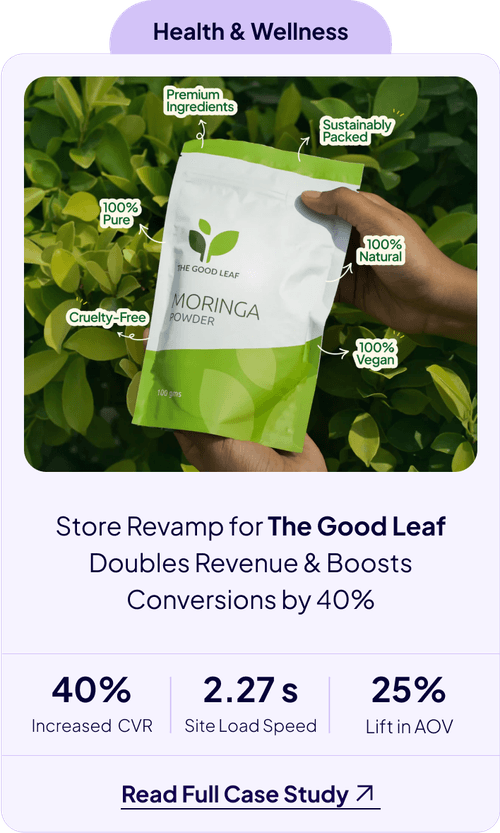 Health & Wellness
Premium
Ingredients
Sustainably
Packed
100%
Pure
100%
Natural
THE GOOD LEAF
MORINGA
POWDER
Cruelty-Free
100%
Vegan
100 gms
Store Revamp for The Good Leaf
Doubles Revenue & Boosts
Conversions by 40%
40%
Increased CVR
2.27 s
Site Load Speed
25%
Lift in AOV
Read Full Case Study ↗